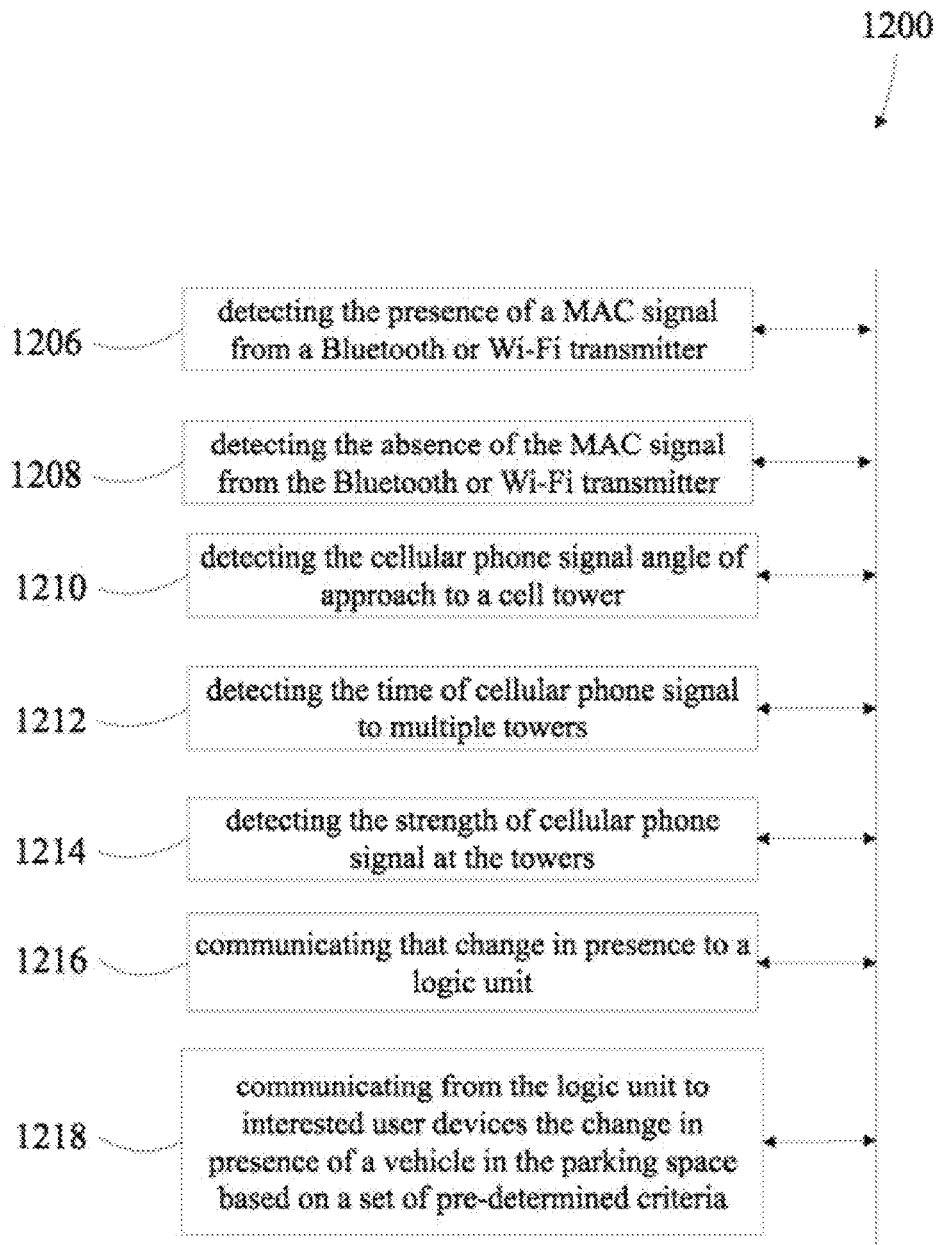 1200
1206
detecting the presence of a MAC signal
from a Bluetooth or Wi-Fi transmitter
1208
detecting the absence of the MAC signal
from the Bluetooth or Wi-Fi transmitter
1210
detecting the cellular phone signal angle of
approach to a cell tower
1212
detecting the time of cellular phone signal
to multiple towers
1214
detecting the strength of cellular phone
signal at the towers
1216
communicating that change in presence to a
logic unit
1218
communicating from the logic unit to
interested user devices the change in
presence of a vehicle in the parking space
based on a set of pre-determined criteria